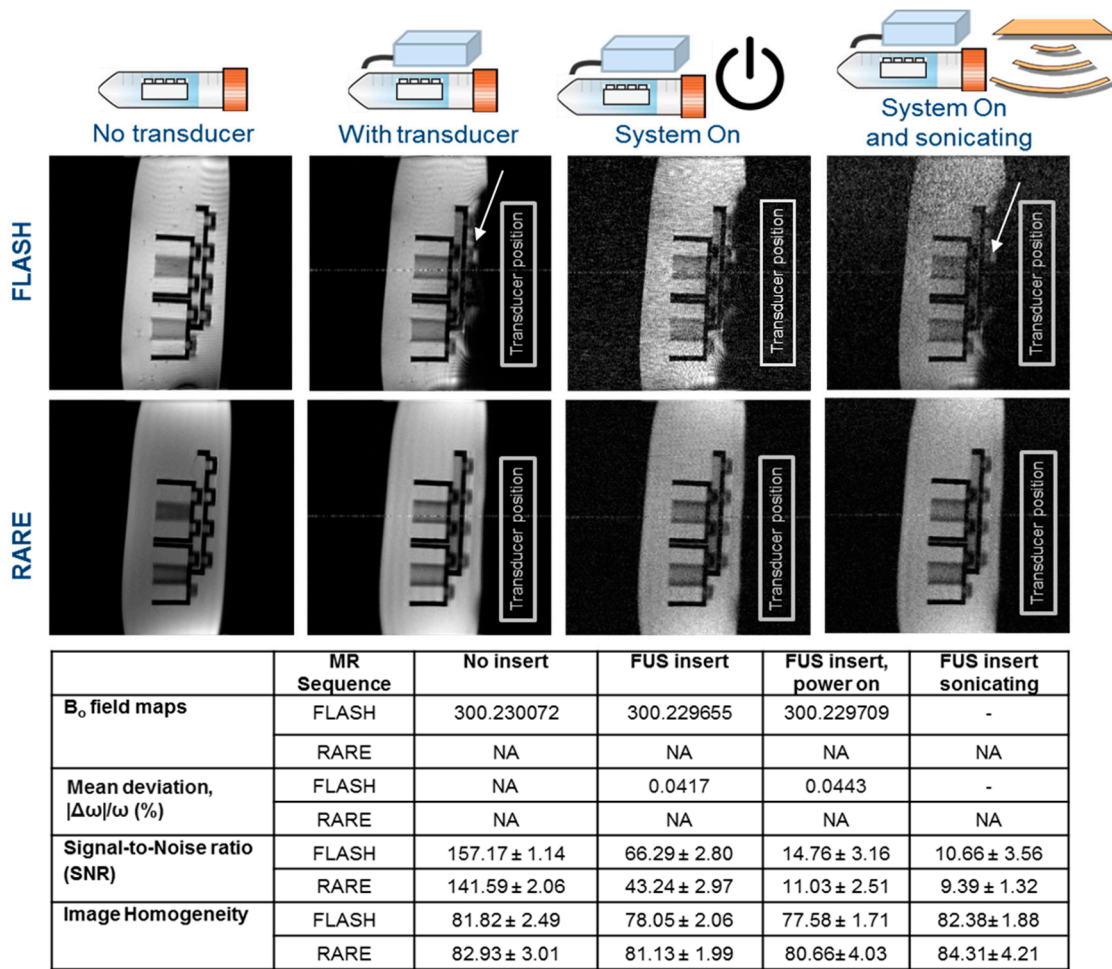 No transducer
With transducer
System On
System On
and sonicating
FLASH
Transducer position
Transducer position
Transducer position
RARE
Transducer position
Transducer position
Transducer position
MR Sequence No insert FUS insert FUS insert, power on FUS insert sonicating
B₀ field maps FLASH 300.230072 300.229655 300.229709 -
RARE NA NA NA NA
Mean deviation, |Δω|/ω (%) FLASH NA 0.0417 0.0443 -
RARE NA NA NA NA
Signal-to-Noise ratio (SNR) FLASH 157.17 ± 1.14 66.29 ± 2.80 14.76 ± 3.16 10.66 ± 3.56
RARE 141.59 ± 2.06 43.24 ± 2.97 11.03 ± 2.51 9.39 ± 1.32
Image Homogeneity FLASH 81.82 ± 2.49 78.05 ± 2.06 77.58 ± 1.71 82.38± 1.88
RARE 82.93 ± 3.01 81.13 ± 1.99 80.66± 4.03 84.31± 4.21